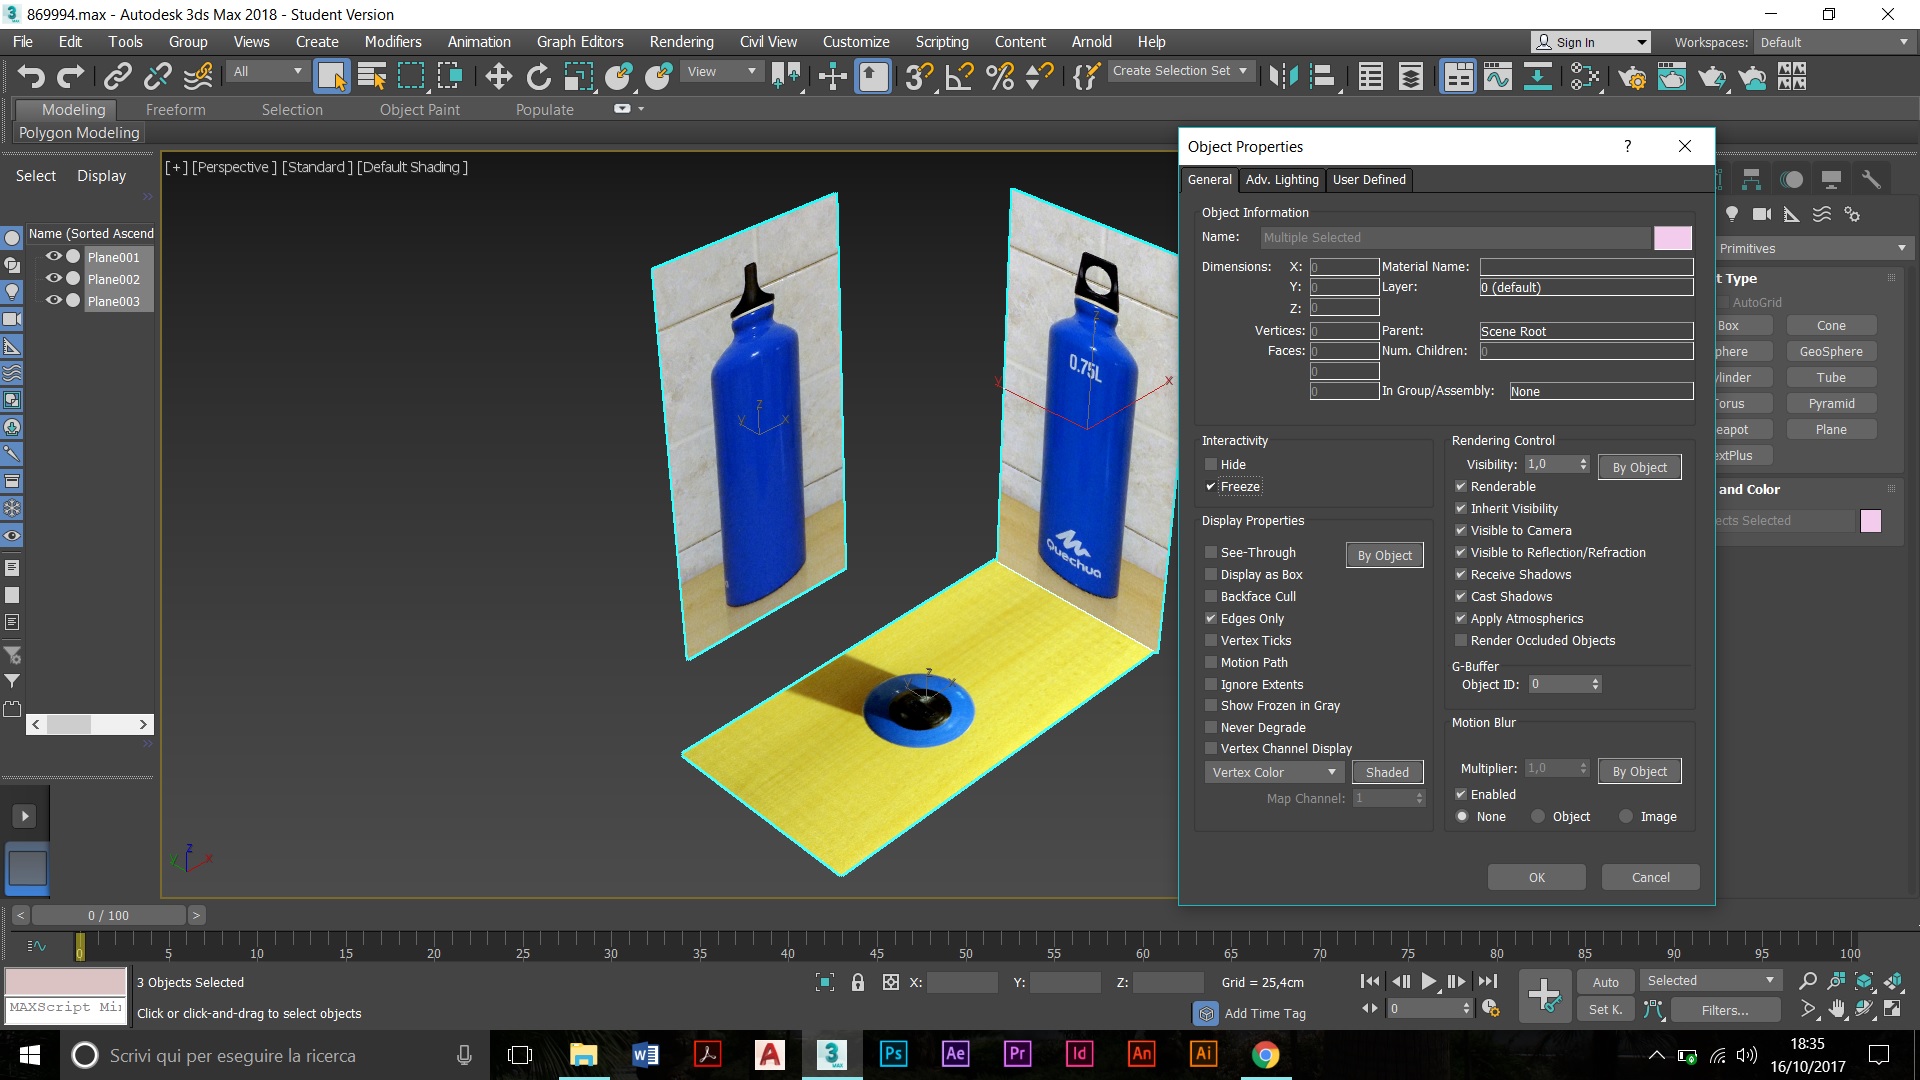 869994.max - Autodesk 3ds Max 2018 - Student Version
File Edit Tools Group Views Create Modifiers Animation Graph Editors Rendering Civil View Customize Scripting Content Arnold Help
Sign In
Workspaces: Default
All
View
Create Selection Set
Modeling Freeform Selection Object Paint Populate
Polygon Modeling
Select Display
Name (Sorted Ascend
Plane001
Plane002
Plane003
[+] [Perspective ] [Standard ] [Default Shading ]
0.75L
Quechua
Object Properties
General Adv. Lighting User Defined
Object Information
Name: Multiple Selected
Dimensions: X: 0 Material Name:
Y: 0 Layer: 0 (default)
Z: 0
Vertices: 0 Parent: Scene Root
Faces: 0 Num. Children: 0
0
0 In Group/Assembly: None
Interactivity
Hide
Freeze
Display Properties
See-Through By Object
Display as Box
Backface Cull
Edges Only
Vertex Ticks
Motion Path
Ignore Extents
Show Frozen in Gray
Never Degrade
Vertex Channel Display
Vertex Color Shaded
Map Channel: 1
Rendering Control
Visibility: 1,0 By Object
Renderable
Inherit Visibility
Visible to Camera
Visible to Reflection/Refraction
Receive Shadows
Cast Shadows
Apply Atmospherics
Render Occluded Objects
G-Buffer
Object ID: 0
Motion Blur
Multiplier: 1,0 By Object
Enabled
None Object Image
OK Cancel
Primitives
t Type
AutoGrid
Box Cone
phere GeoSphere
ylinder Tube
orus Pyramid
eapot Plane
extPlus
and Color
ects Selected
< 0 / 100 >
0 5 10 15 20 25 30 35 40 45 50 55 60 65 70 75 80 85 90 95 100
3 Objects Selected
X: Y: Z: Grid = 25,4cm
MAXScript Mi
Click or click-and-drag to select objects
Add Time Tag
0
Auto Selected
Set K. Filters...
Scrivi qui per eseguire la ricerca
Ps Ae Pr Id An Ai
18:35
16/10/2017